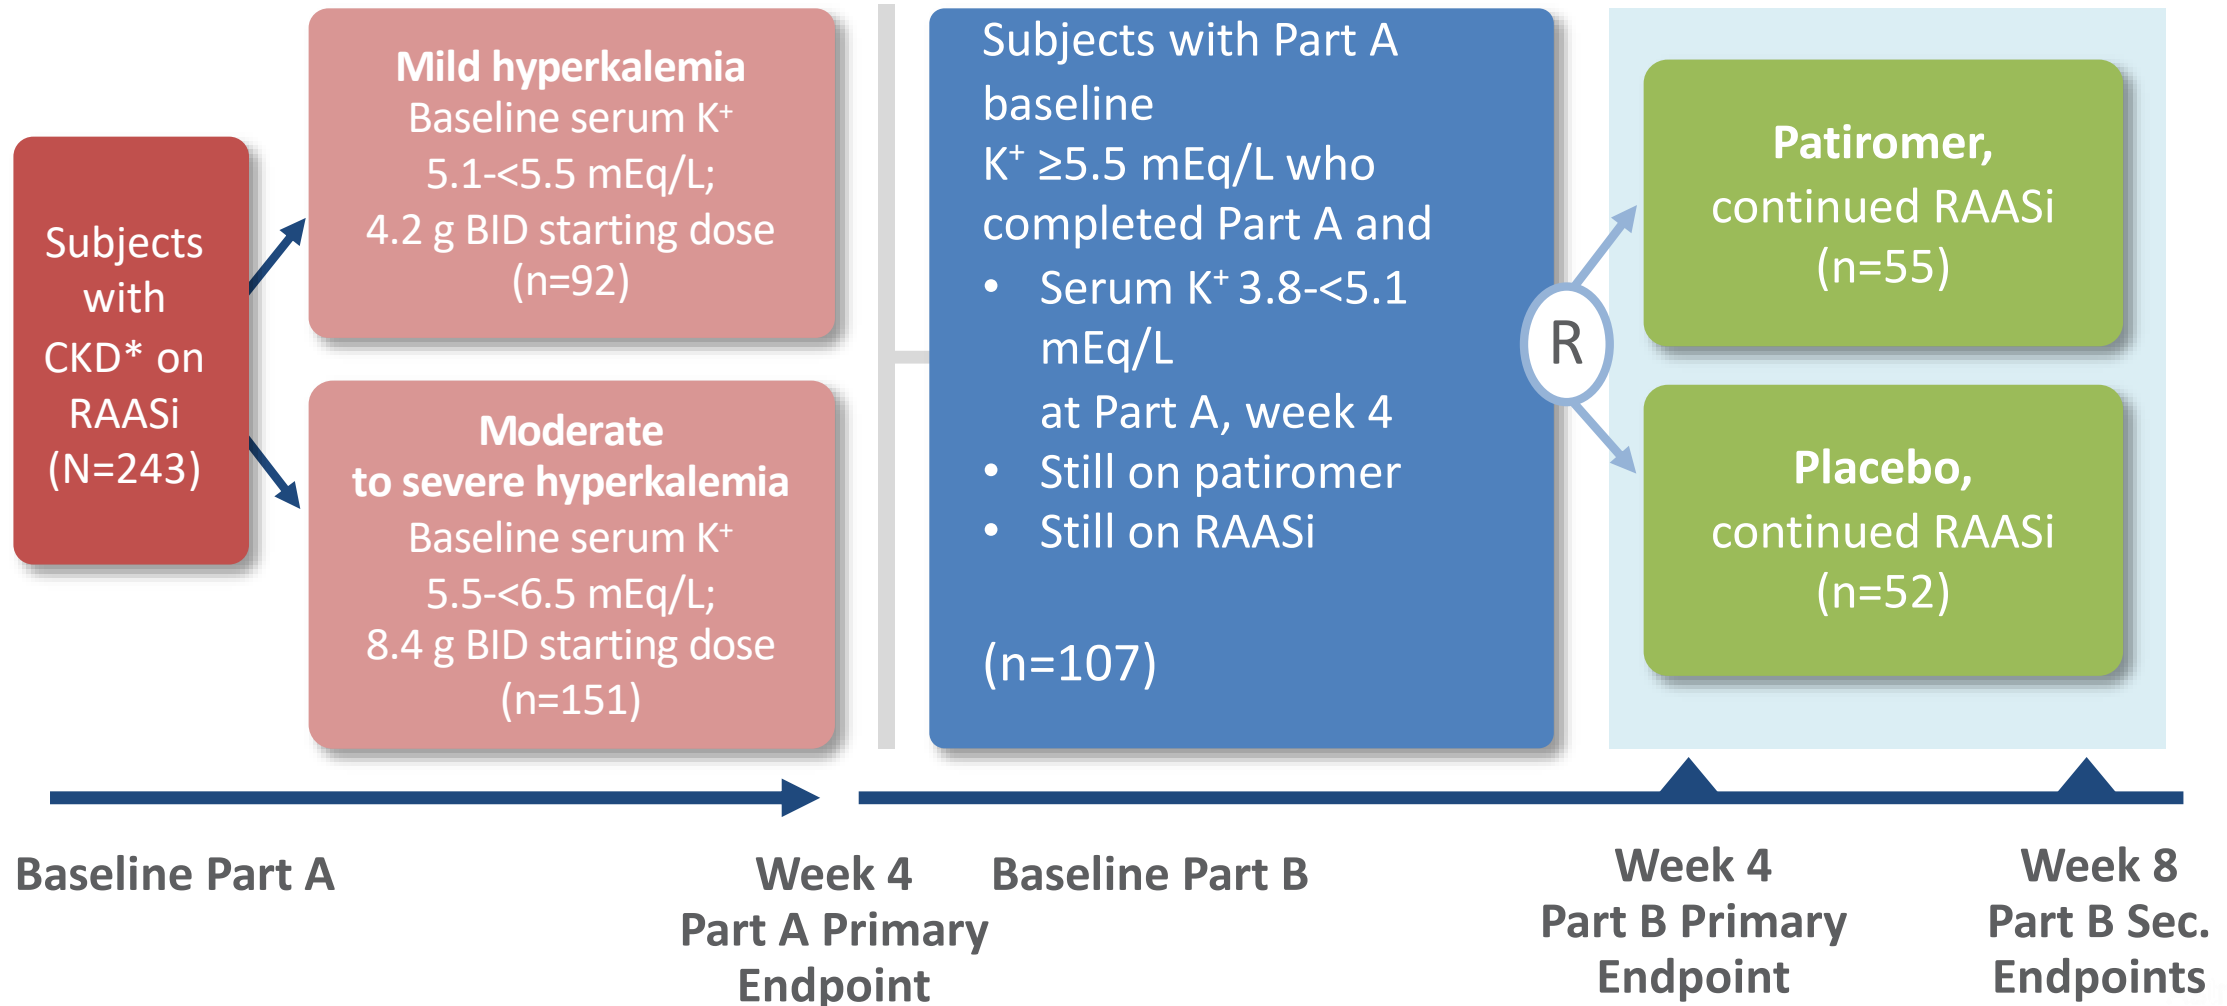 Subjects
with
CKD* on
RAASi
(N=243)
Mild hyperkalemia
Baseline serum K⁺
5.1-<5.5 mEq/L;
4.2 g BID starting dose
(n=92)
Moderate
to severe hyperkalemia
Baseline serum K⁺
5.5-<6.5 mEq/L;
8.4 g BID starting dose
(n=151)
Subjects with Part A
baseline
K⁺ ≥5.5 mEq/L who
completed Part A and
• Serum K⁺ 3.8-<5.1
mEq/L
at Part A, week 4
• Still on patiromer
• Still on RAASi
(n=107)
R
Patiromer,
continued RAASi
(n=55)
Placebo,
continued RAASi
(n=52)
Baseline Part A
Week 4
Part A Primary
Endpoint
Baseline Part B
Week 4
Part B Primary
Endpoint
Week 8
Part B Sec.
Endpoints